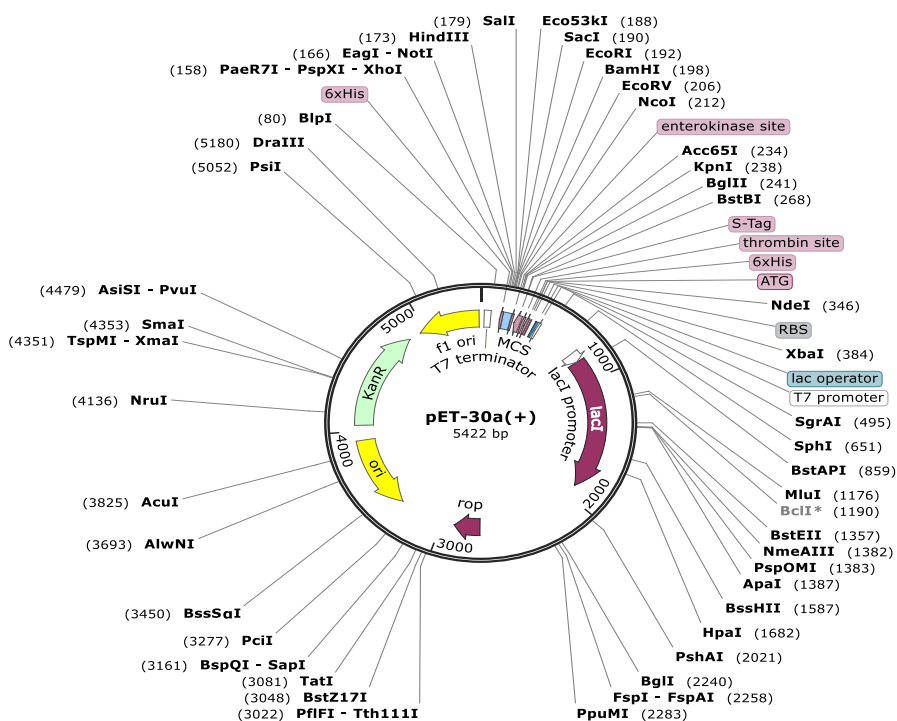 (179) SalI
(173) HindIII
(166) EagI - NotI
(158) PaeR7I - PspXI - XhoI
6xHis
(80) BlpI
(5180) DraIII
(5052) PsiI
(4479) AsiSI - PvuI
(4353) SmaI
(4351) TspMI - XmaI
(4136) NruI
(3825) AcuI
(3693) AlwNI
(3450) BssSαI
(3277) PciI
(3161) BspQI - SapI
(3081) TatI
(3048) BstZ17I
(3022) PflFI - Tth111I
Eco53kI (188)
SacI (190)
EcoRI (192)
BamHI (198)
EcoRV (206)
NcoI (212)
enterokinase site
Acc65I (234)
KpnI (238)
BglII (241)
BstBI (268)
S-Tag
thrombin site
6xHis
ATG
NdeI (346)
RBS
XbaI (384)
lac operator
T7 promoter
SgrAI (495)
SphI (651)
BstAPI (859)
MluI (1176)
BclI* (1190)
BstEII (1357)
NmeAIII (1382)
PspOMI (1383)
ApaI (1387)
BssHII (1587)
HpaI (1682)
PshAI (2021)
BglI (2240)
FspI - FspAI (2258)
PpuMI (2283)
5000
f1 ori
T7 terminator
MCS
1000
lacI promoter
lacI
KanR
pET-30a(+)
5422 bp
4000
ori
rop
3000
2000